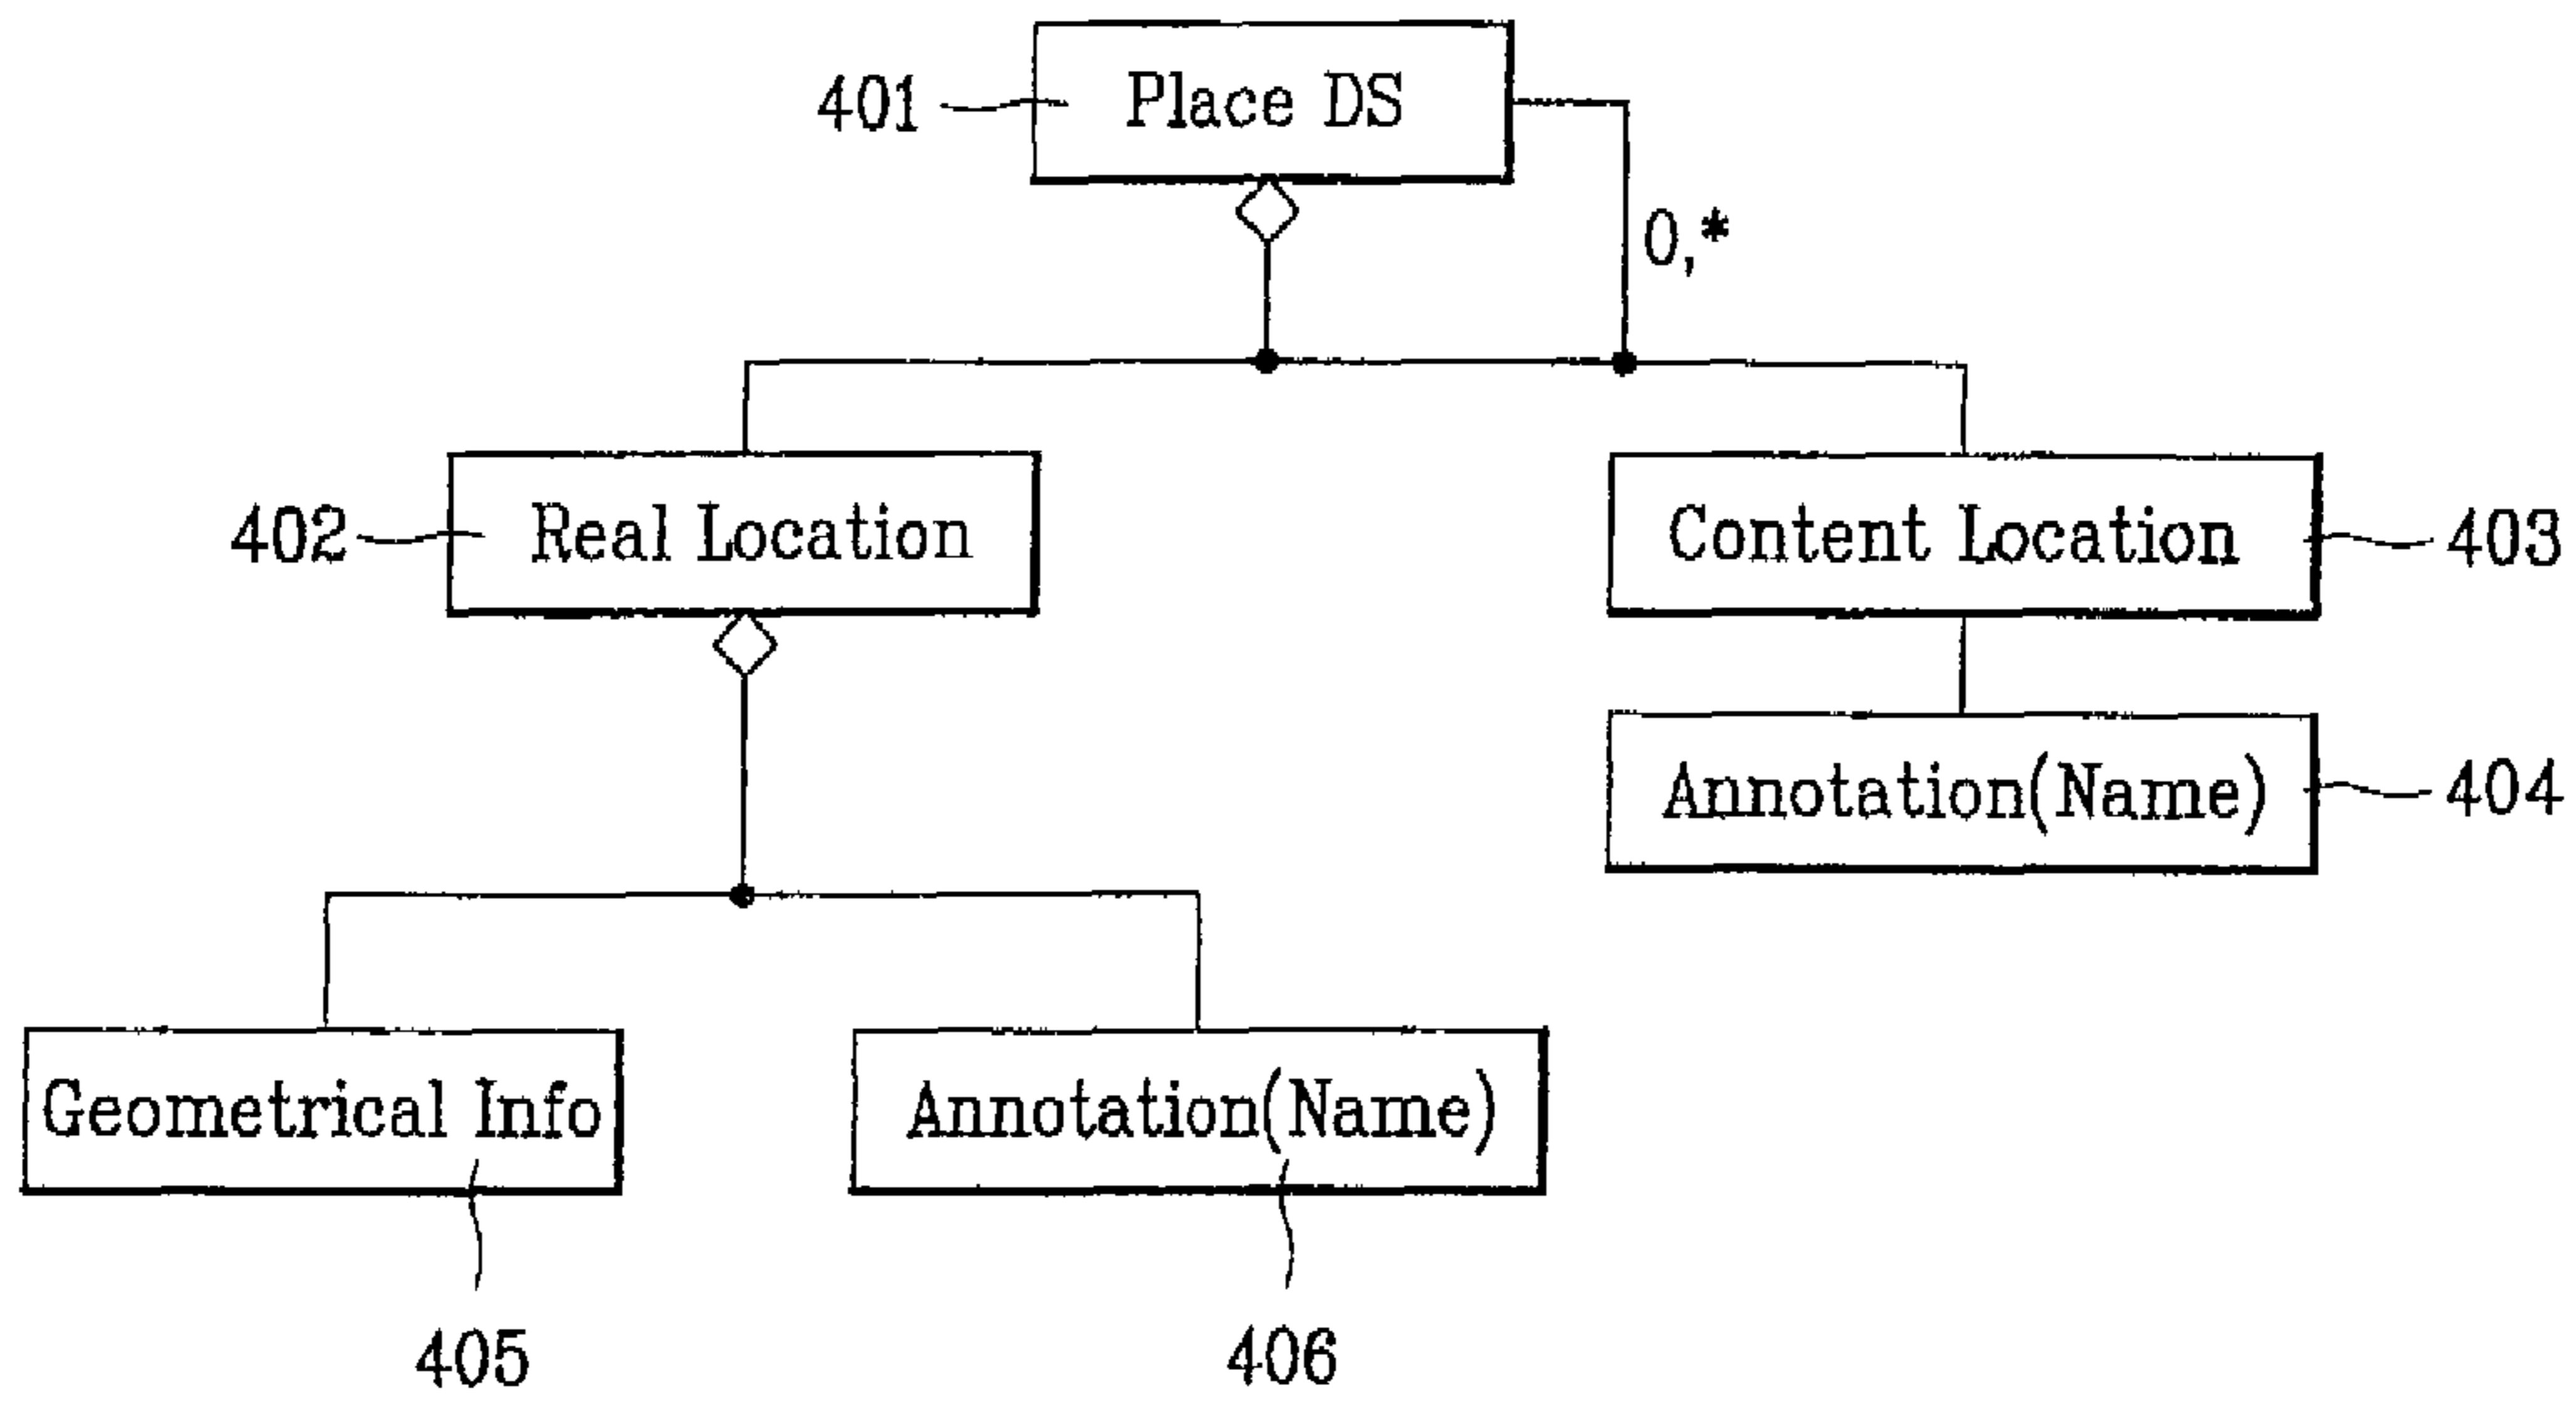 401 Place DS
0,*
402 Real Location
Content Location 403
Annotation(Name) 404
Geometrical Info
Annotation(Name)
405
406